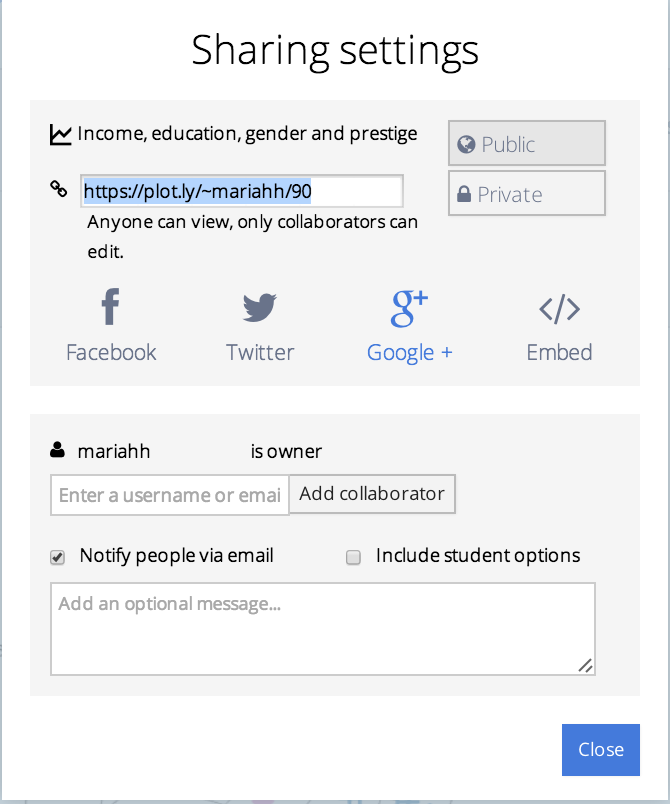 Sharing settings
Income, education, gender and prestige
Public
https://plot.ly/~mariahh/90
Private
Anyone can view, only collaborators can
edit.
Facebook Twitter Google + Embed
mariahh is owner
Enter a username or emai Add collaborator
Notify people via email Include student options
Add an optional message...
Close